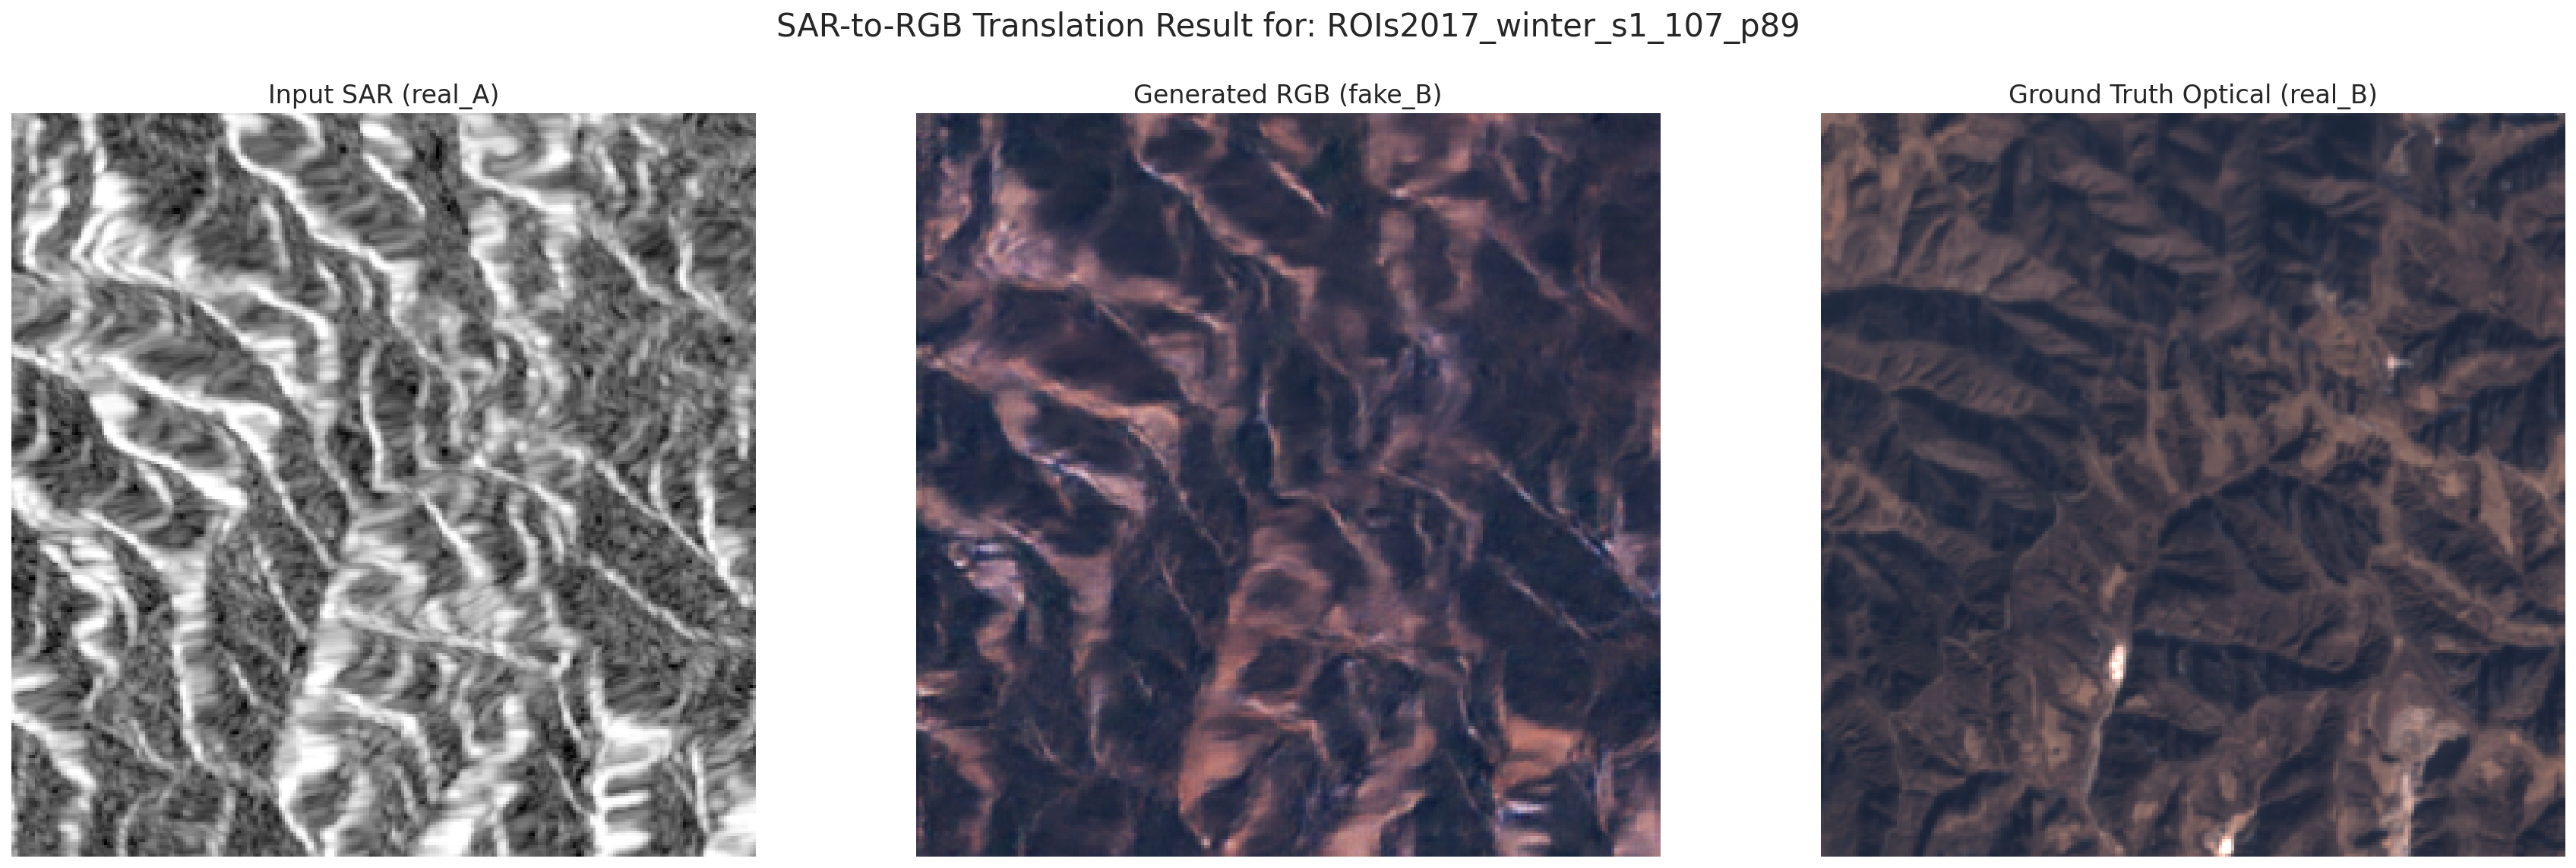 SAR-to-RGB Translation Result for: ROIs2017_winter_s1_107_p89
Input SAR (real_A)
Generated RGB (fake_B)
Ground Truth Optical (real_B)